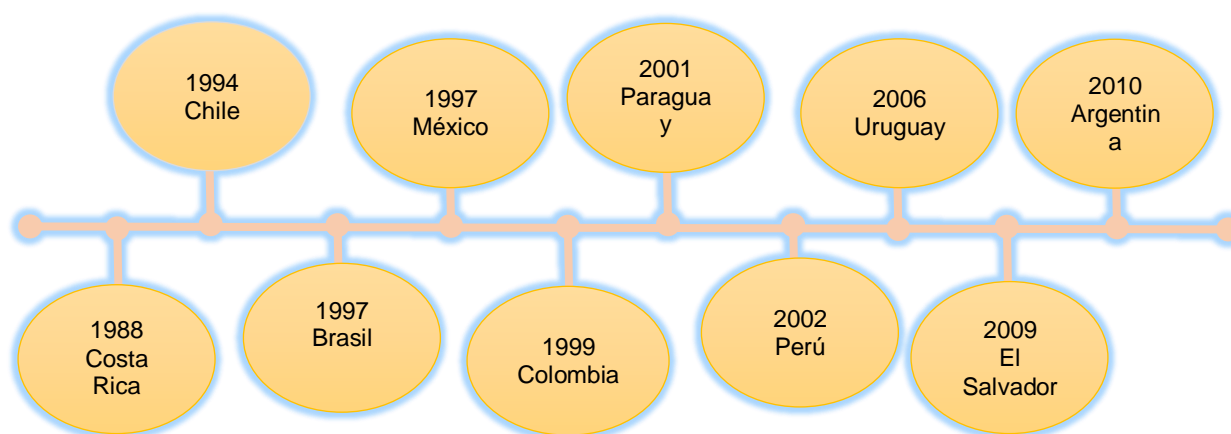 1994
Chile
1997
México
2001
Paragua
y
2006
Uruguay
2010
Argentin
a
1988
Costa
Rica
1997
Brasil
1999
Colombia
2002
Perú
2009
El
Salvador